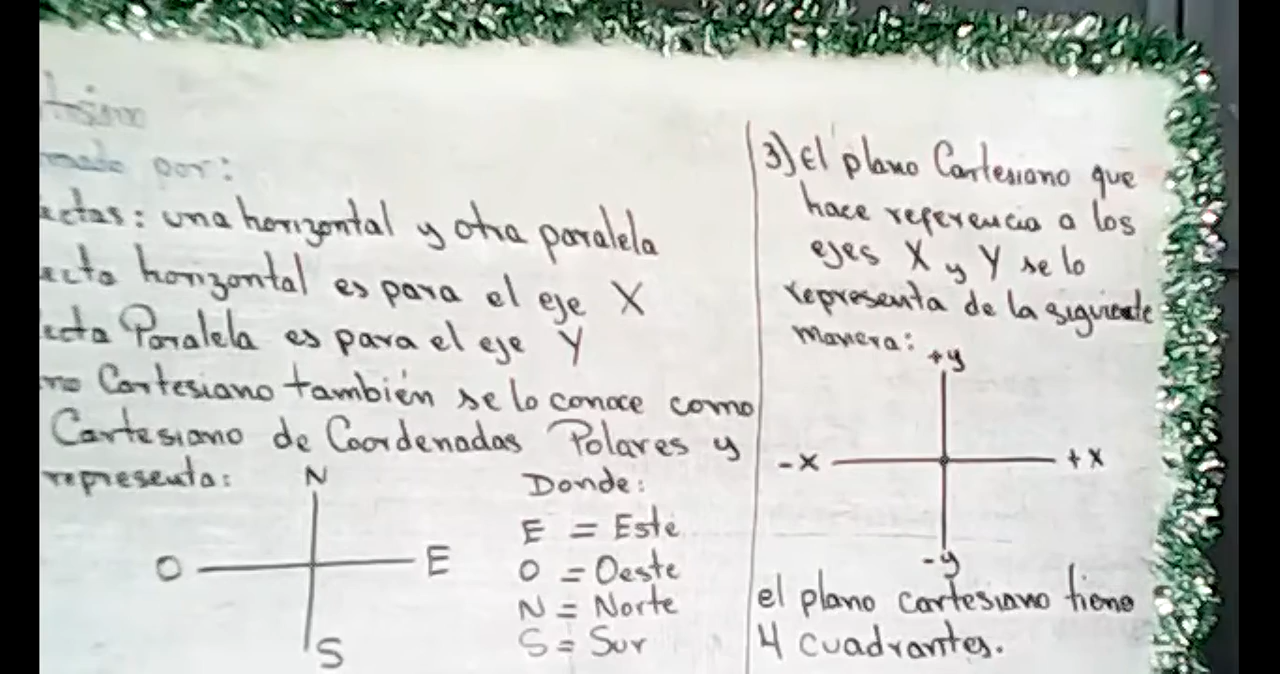 por:
una horizontal y otra paralela
horizontal es para el eje X
Paralela es para el eje Y
Cartesiano también se lo conoce como
Cartesiano de Coordenadas Polares y
representa:
N
O E
S
Donde:
E = Este
O = Oeste
N = Norte
S = Sur
3) El plano Cartesiano que
hace referencia a los
ejes X y Y se lo
representa de la siguiente
manera:
+y
-x +x
-y
el plano cartesiano tiene
4 cuadrantes.